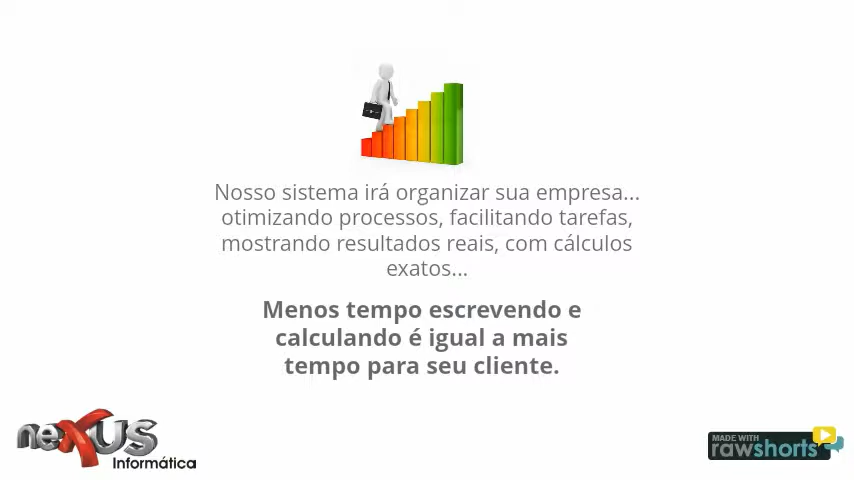 Nosso sistema irá organizar sua empresa...
otimizando processos, facilitando tarefas,
mostrando resultados reais, com cálculos
exatos...
Menos tempo escrevendo e
calculando é igual a mais
tempo para seu cliente.
neXus
Informática
MADE WITH
rawshorts